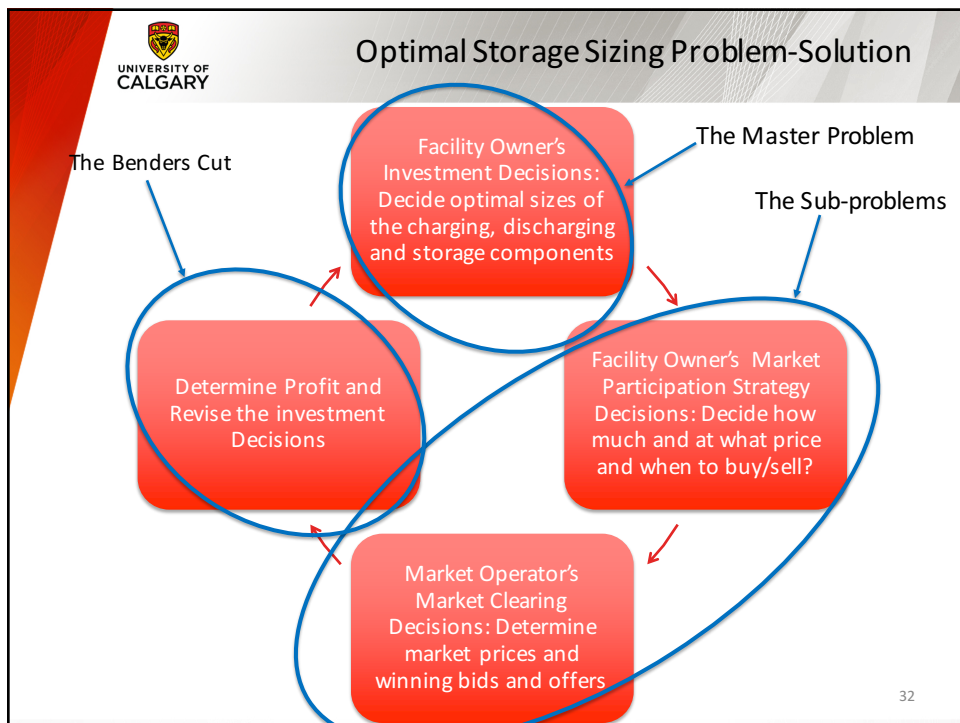 UNIVERSITY OF
CALGARY
Optimal Storage Sizing Problem-Solution
The Benders Cut
Facility Owner's
Investment Decisions:
Decide optimal sizes of
the charging, discharging
and storage components
The Master Problem
The Sub-problems
Facility Owner's Market
Participation Strategy
Decisions: Decide how
much and at what price
and when to buy/sell?
Market Operator's
Market Clearing
Decisions: Determine
market prices and
winning bids and offers
Determine Profit and
Revise the investment
Decisions
32